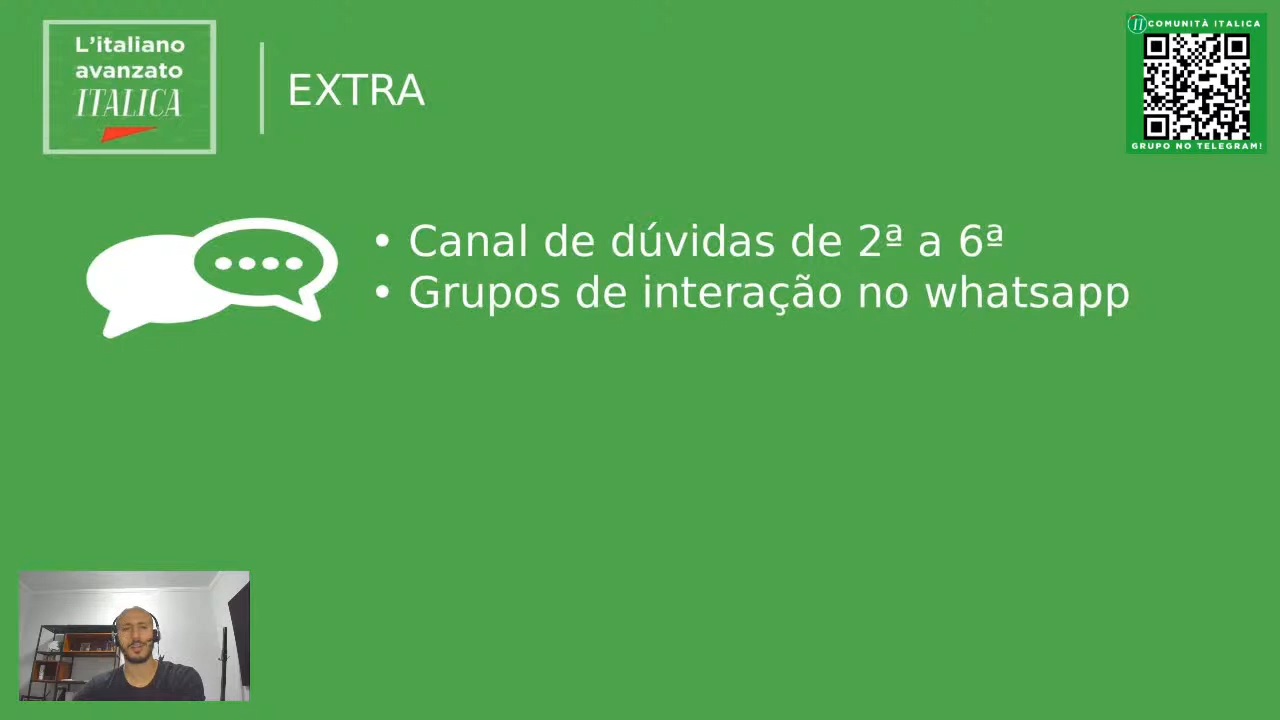 L'italiano
avanzato
ITALICA
EXTRA
COMUNITÀ ITALICA
GRUPO NO TELEGRAM!
• Canal de dúvidas de 2ª a 6ª
• Grupos de interação no whatsapp